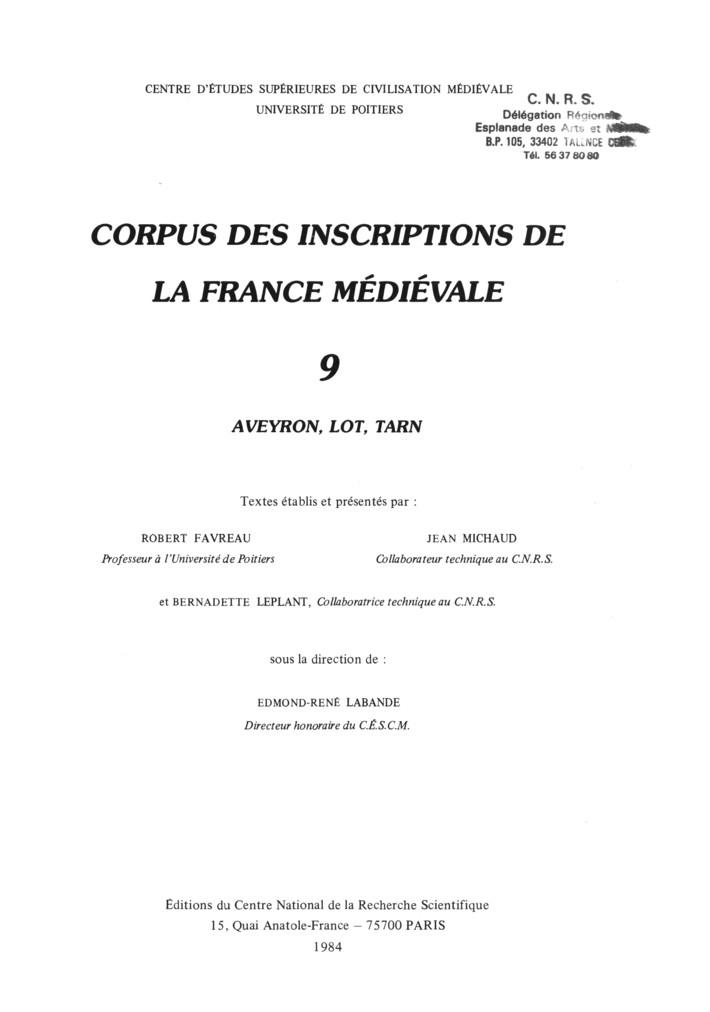 CENTRE D'ÉTUDES SUPÉRIEURES DE CIVILISATION MÉDIÉVALE
UNIVERSITÉ DE POITIERS
C. N. R. S.
Délégation Régionale
Esplanade des Arts et
B.P. 105, 33402 TALENCE
Tél. 56 37 80 80
CORPUS DES INSCRIPTIONS DE
LA FRANCE MÉDIÉVALE
9
AVEYRON, LOT, TARN
Textes établis et présentés par :
ROBERT FAVREAU
Professeur à l'Université de Poitiers
JEAN MICHAUD
Collaborateur technique au C.N.R.S.
et BERNADETTE LEPLANT, Collaboratrice technique au C.N.R.S.
sous la direction de :
EDMOND-RENÉ LABANDE
Directeur honoraire du C.É.S.C.M.
Éditions du Centre National de la Recherche Scientifique
15, Quai Anatole-France – 75700 PARIS
1984